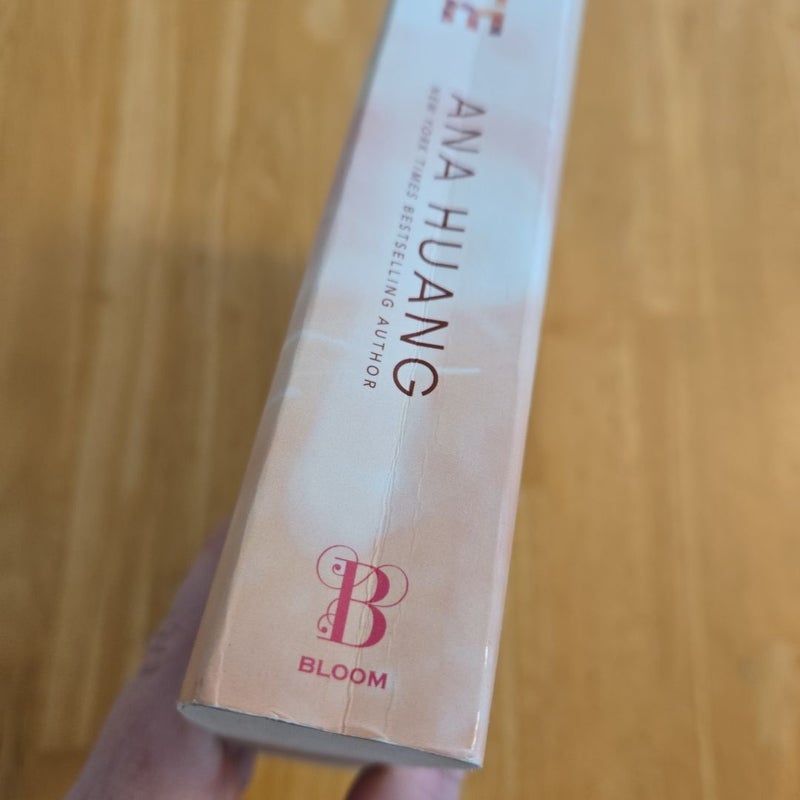 ANA HUANG
NEW YORK TIMES BESTSELLING AUTHOR
B
BLOOM